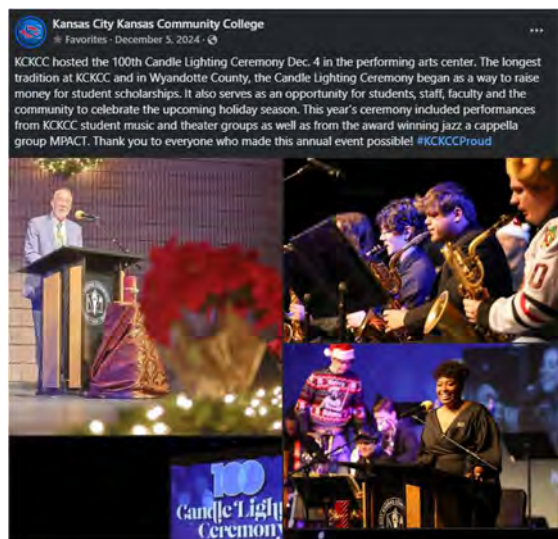 Kansas City Kansas Community College
Favorites · December 5, 2024 ·
KCKCC hosted the 100th Candle Lighting Ceremony Dec. 4 in the performing arts center. The longest
tradition at KCKCC and in Wyandotte County, the Candle Lighting Ceremony began as a way to raise
money for student scholarships. It also serves as an opportunity for students, staff, faculty and the
community to celebrate the upcoming holiday season. This year's ceremony included performances
from KCKCC student music and theater groups as well as from the award winning jazz a cappella
group MPACT. Thank you to everyone who made this annual event possible! #KCKCCProud
100
Candle Light
Ceremony